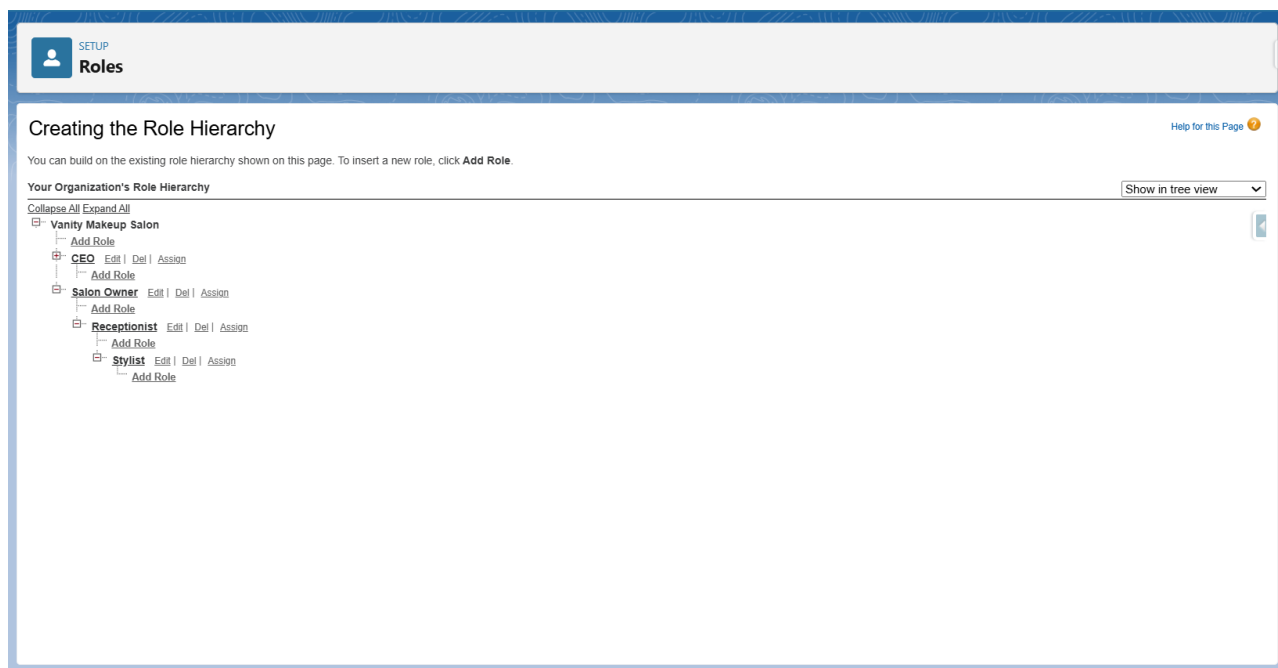 SETUP
Roles
Creating the Role Hierarchy
Help for this Page ?
You can build on the existing role hierarchy shown on this page. To insert a new role, click Add Role.
Your Organization's Role Hierarchy
Show in tree view
Collapse All Expand All
Vanity Makeup Salon
Add Role
CEO Edit | Del | Assign
Add Role
Salon Owner Edit | Del | Assign
Add Role
Receptionist Edit | Del | Assign
Add Role
Stylist Edit | Del | Assign
Add Role